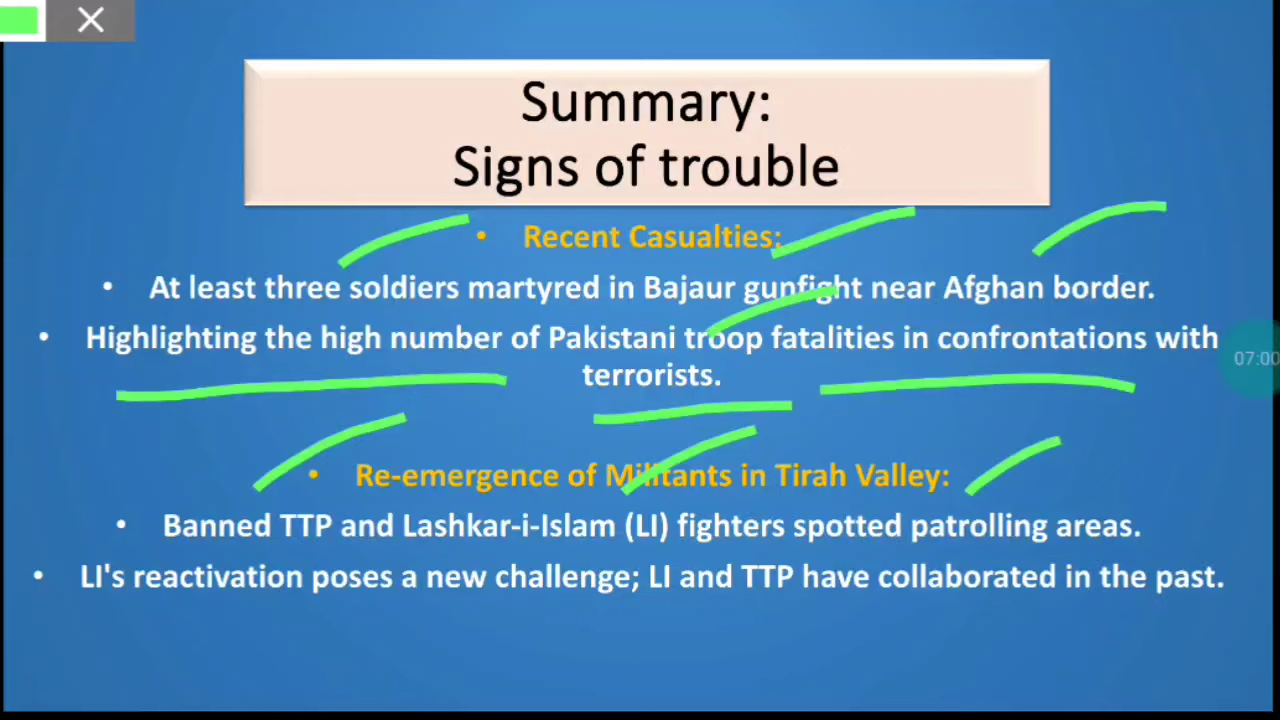 Summary:
Signs of trouble
• Recent Casualties:
• At least three soldiers martyred in Bajaur gunfight near Afghan border.
• Highlighting the high number of Pakistani troop fatalities in confrontations with
terrorists.
07:00
• Re-emergence of Militants in Tirah Valley:
• Banned TTP and Lashkar-i-Islam (LI) fighters spotted patrolling areas.
• LI's reactivation poses a new challenge; LI and TTP have collaborated in the past.